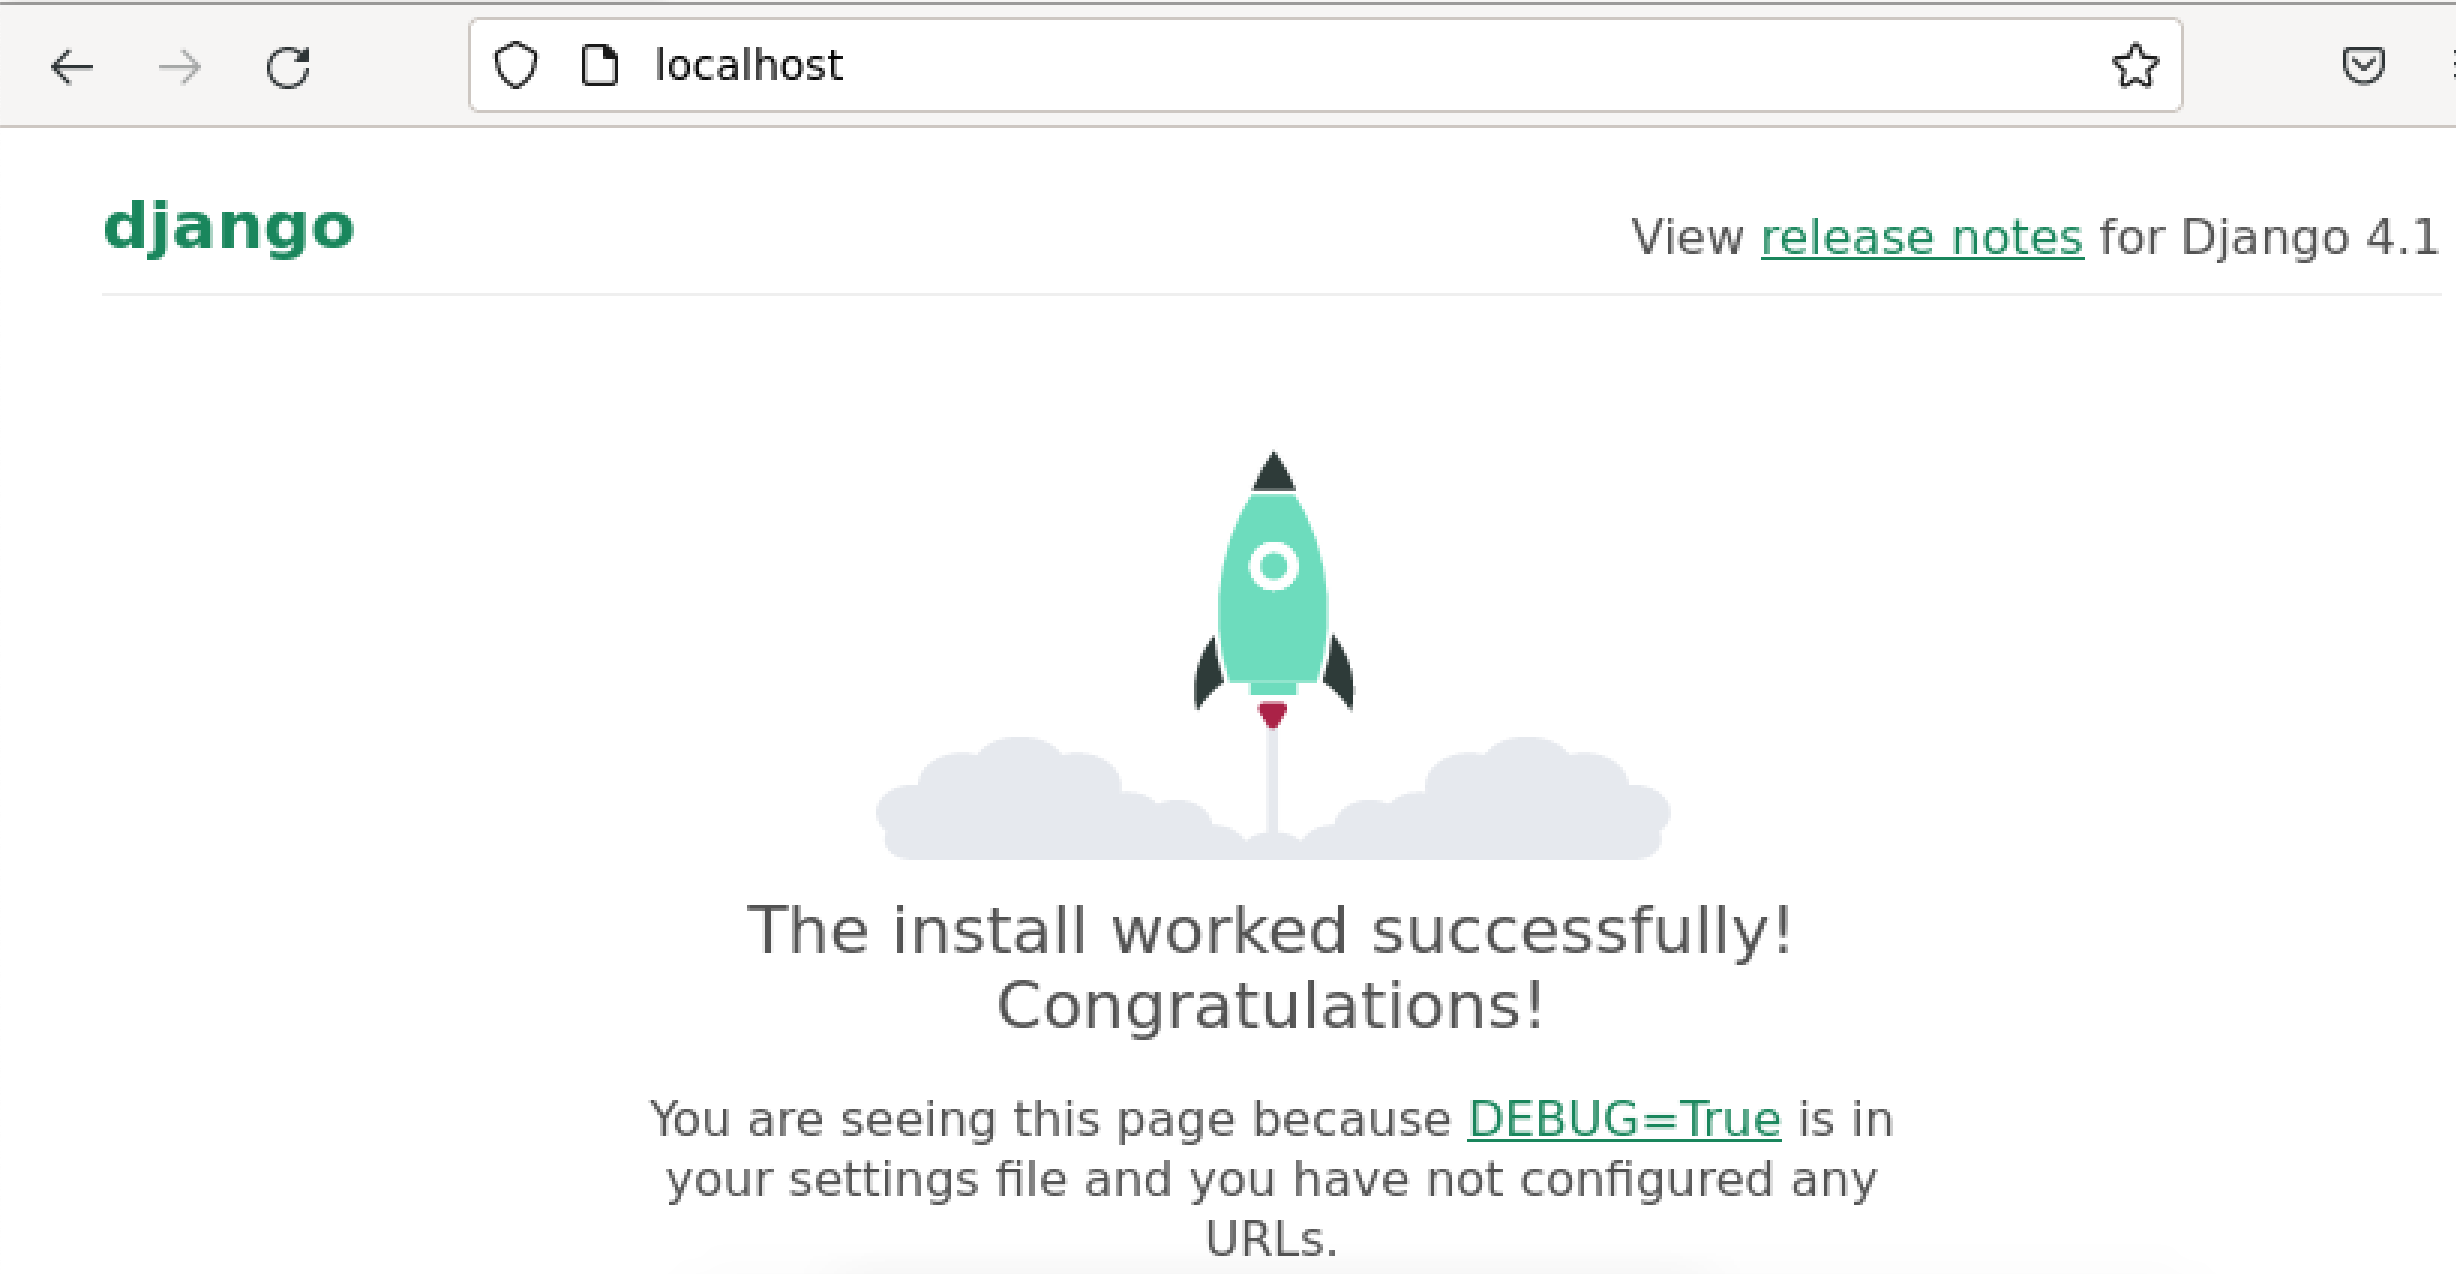 localhost
django
View release notes for Django 4.1
The install worked successfully!
Congratulations!
You are seeing this page because DEBUG=True is in
your settings file and you have not configured any
URLs.